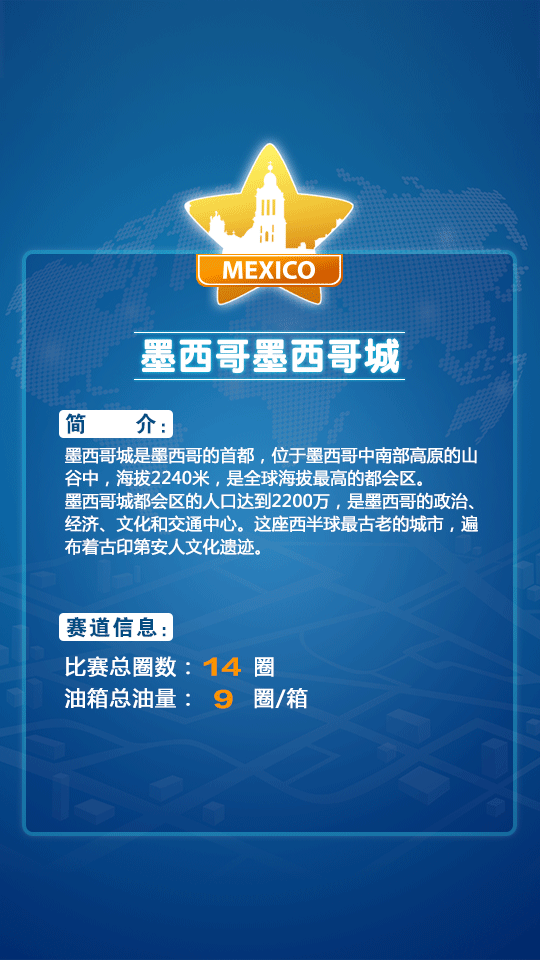 MEXICO
墨西哥墨西哥城
简 介：
墨西哥城是墨西哥的首都，位于墨西哥中南部高原的山
谷中，海拔2240米，是全球海拔最高的都会区。
墨西哥城都会区的人口达到2200万，是墨西哥的政治、
经济、文化和交通中心。这座西半球最古老的城市，遍
布着古印第安人文化遗迹。
赛道信息：
比赛总圈数：14 圈
油箱总油量：9 圈/箱